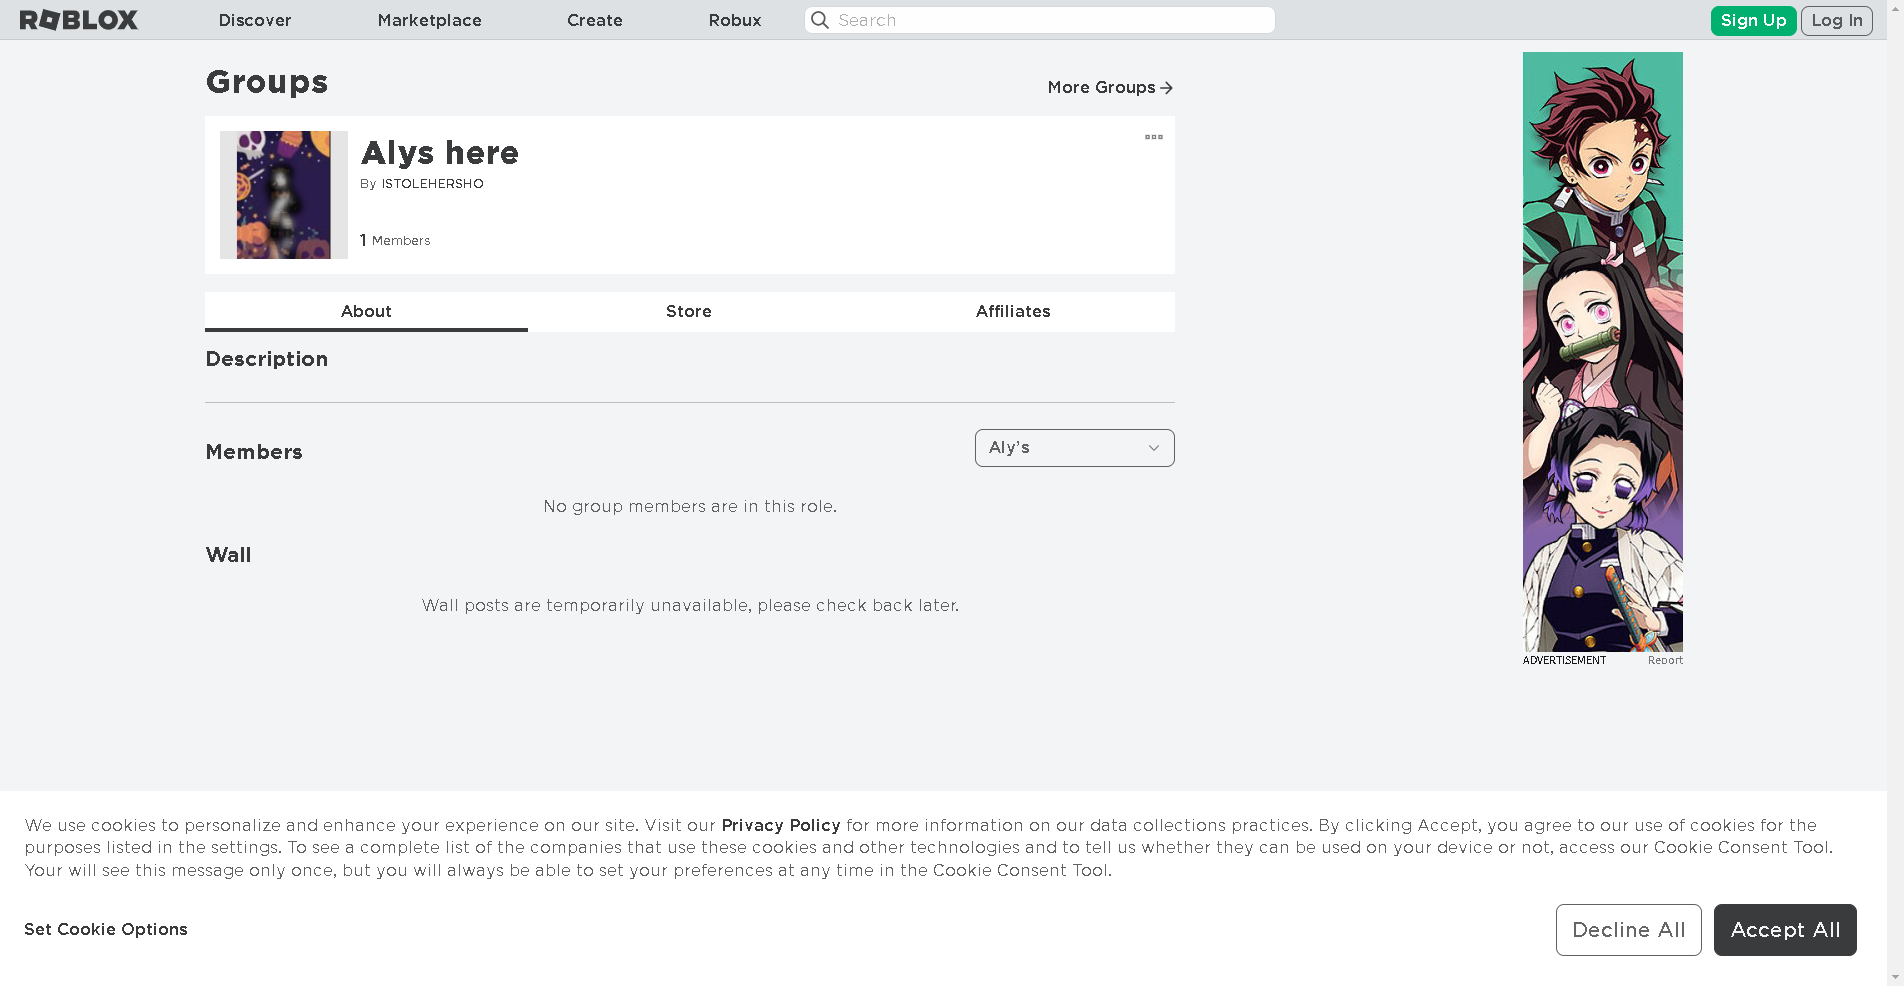 ROBLOX Discover Marketplace Create Robux Search Sign Up Log In
Groups
More Groups
Alys here
By ISTOLEHERSHO
1 Members
About Store Affiliates
Description
Members
Aly's
No group members are in this role.
Wall
Wall posts are temporarily unavailable, please check back later.
ADVERTISEMENT Report
We use cookies to personalize and enhance your experience on our site. Visit our Privacy Policy for more information on our data collections practices. By clicking Accept, you agree to our use of cookies for the
purposes listed in the settings. To see a complete list of the companies that use these cookies and other technologies and to tell us whether they can be used on your device or not, access our Cookie Consent Tool.
Your will see this message only once, but you will always be able to set your preferences at any time in the Cookie Consent Tool.
Set Cookie Options
Decline All
Accept All